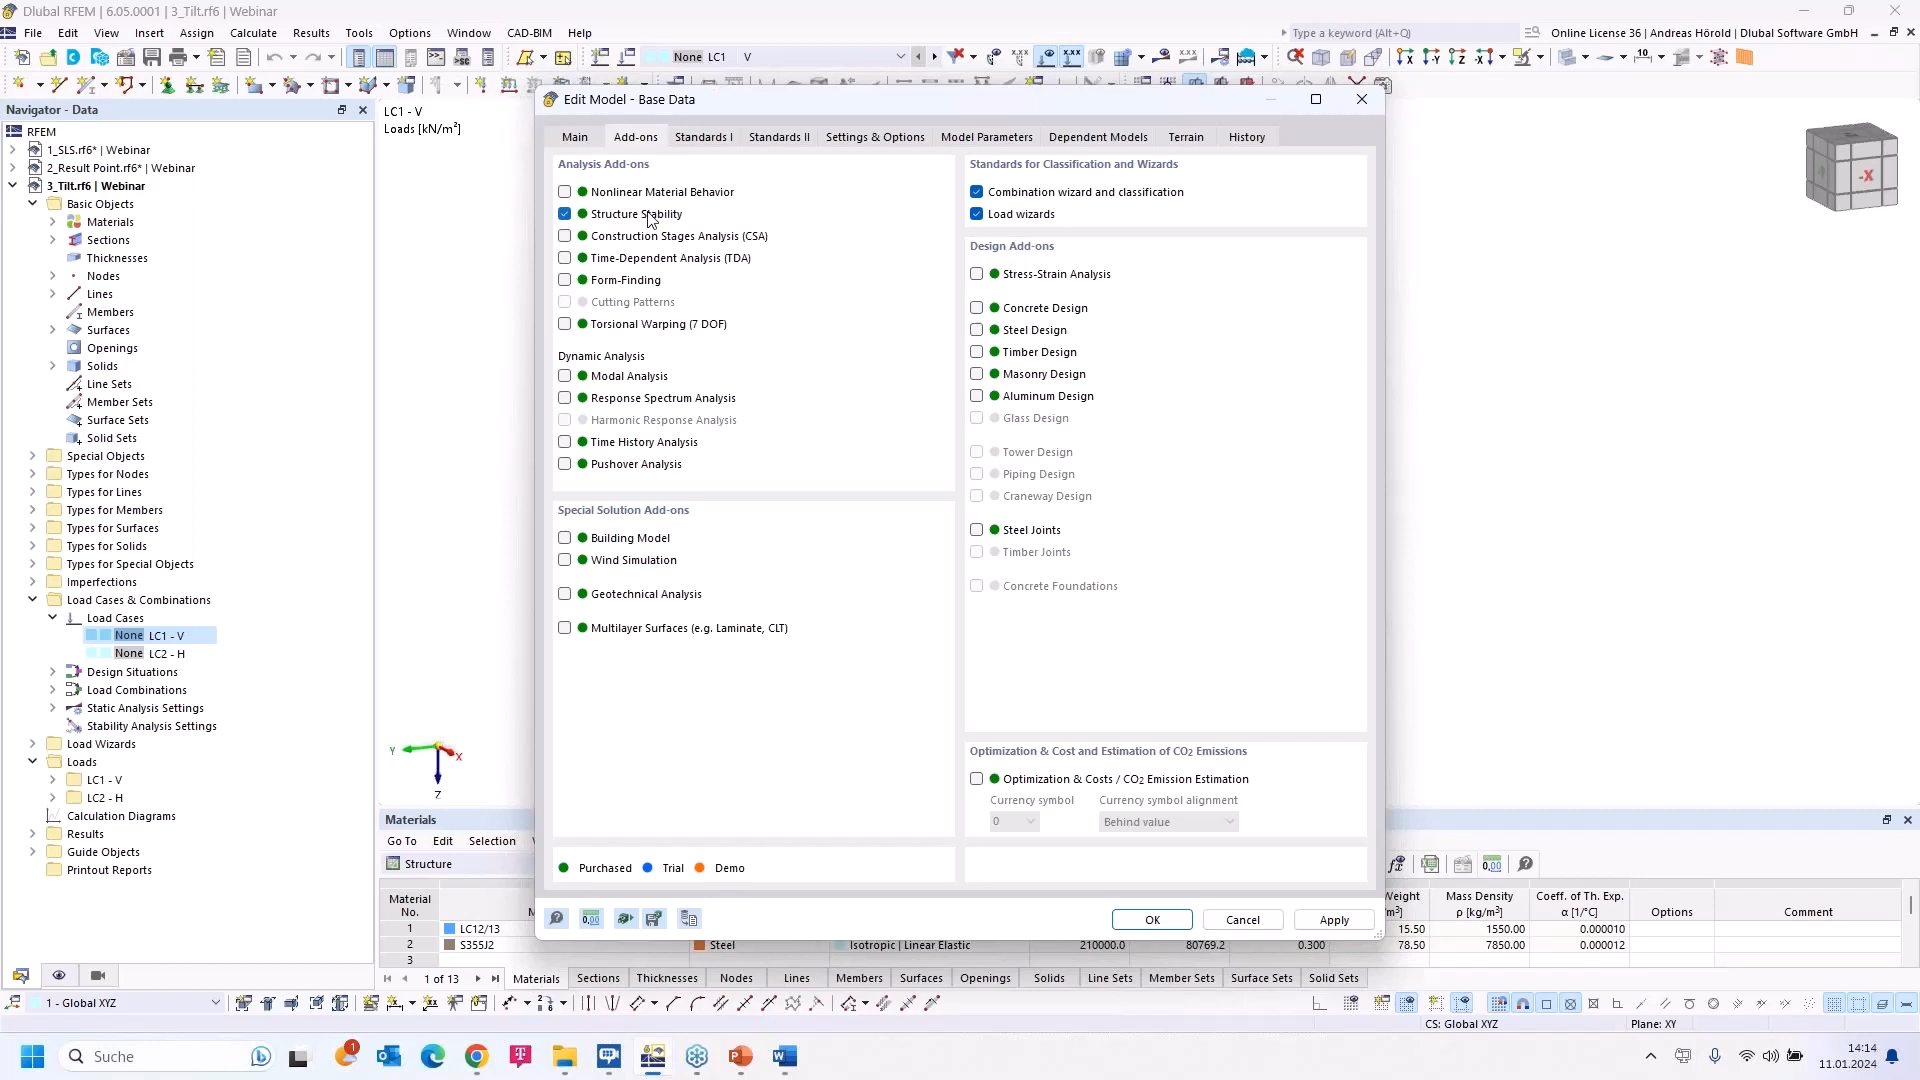 Dlubal RFEM | 6.05.0001 | 3_Tilt.rf6 | Webinar
File Edit View Insert Assign Calculate Results Tools Options Window CAD-BIM Help
Type a keyword (Alt+Q)
Online License 36 | Andreas Hörold | Dlubal Software GmbH
None LC1 V
Navigator - Data
RFEM
1_SLS.rf6* | Webinar
2_Result Point.rf6* | Webinar
3_Tilt.rf6 | Webinar
Basic Objects
Materials
Sections
Thicknesses
Nodes
Lines
Members
Surfaces
Openings
Solids
Line Sets
Member Sets
Surface Sets
Solid Sets
Special Objects
Types for Nodes
Types for Lines
Types for Members
Types for Surfaces
Types for Solids
Types for Special Objects
Imperfections
Load Cases & Combinations
Load Cases
None LC1 - V
None LC2 - H
Design Situations
Load Combinations
Static Analysis Settings
Stability Analysis Settings
Load Wizards
Loads
LC1 - V
LC2 - H
Calculation Diagrams
Results
Guide Objects
Printout Reports
LC1 - V
Loads [kN/m²]
-X
Y X Z
Edit Model - Base Data
Main Add-ons Standards I Standards II Settings & Options Model Parameters Dependent Models Terrain History
Analysis Add-ons
Nonlinear Material Behavior
Structure Stability
Construction Stages Analysis (CSA)
Time-Dependent Analysis (TDA)
Form-Finding
Cutting Patterns
Torsional Warping (7 DOF)
Dynamic Analysis
Modal Analysis
Response Spectrum Analysis
Harmonic Response Analysis
Time History Analysis
Pushover Analysis
Special Solution Add-ons
Building Model
Wind Simulation
Geotechnical Analysis
Multilayer Surfaces (e.g. Laminate, CLT)
Purchased Trial Demo
Standards for Classification and Wizards
Combination wizard and classification
Load wizards
Design Add-ons
Stress-Strain Analysis
Concrete Design
Steel Design
Timber Design
Masonry Design
Aluminum Design
Glass Design
Tower Design
Piping Design
Craneway Design
Steel Joints
Timber Joints
Concrete Foundations
Optimization & Cost and Estimation of CO2 Emissions
Optimization & Costs / CO2 Emission Estimation
Currency symbol Currency symbol alignment
0 Behind value
OK Cancel Apply
Materials
Go To Edit Selection
Structure
Material No.
Mass Density ρ [kg/m³]
Coeff. of Th. Exp. α [1/°C]
Options
Comment
1 LC12/13 15.50 1550.00 0.000010
2 S355J2 Steel Isotropic | Linear Elastic 210000.0 80769.2 0.300 78.50 7850.00 0.000012
3
1 of 13 Materials Sections Thicknesses Nodes Lines Members Surfaces Openings Solids Line Sets Member Sets Surface Sets Solid Sets
1 - Global XYZ
CS: Global XYZ Plane: XY
Suche
1
14:14
11.01.2024